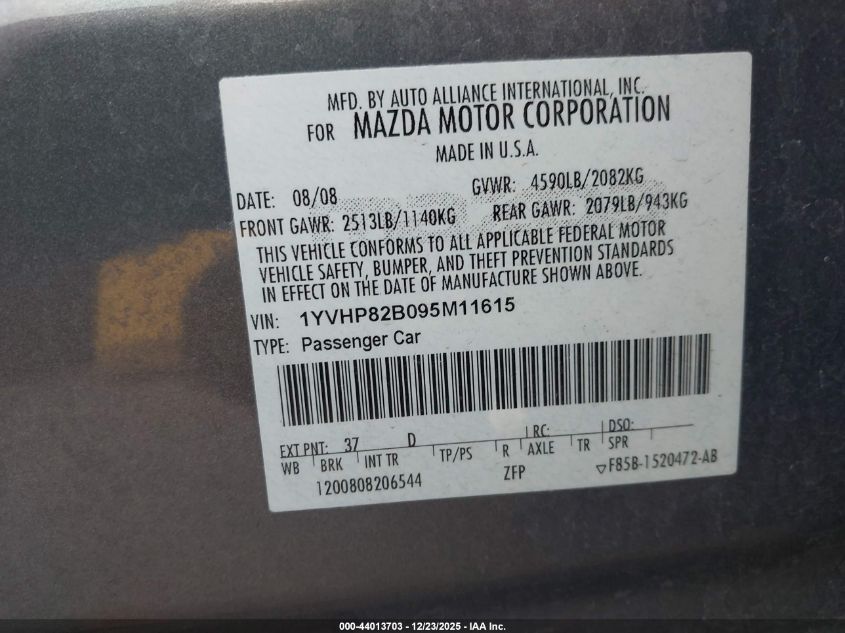 MFD. BY AUTO ALLIANCE INTERNATIONAL, INC.
FOR MAZDA MOTOR CORPORATION
MADE IN U.S.A.
DATE: 08/08 GVWR: 4590LB/2082KG
FRONT GAWR: 2513LB/1140KG REAR GAWR: 2079LB/943KG
THIS VEHICLE CONFORMS TO ALL APPLICABLE FEDERAL MOTOR
VEHICLE SAFETY, BUMPER, AND THEFT PREVENTION STANDARDS
IN EFFECT ON THE DATE OF MANUFACTURE SHOWN ABOVE.
VIN: 1YVHP82B095M11615
TYPE: Passenger Car
EXT PNT: 37 D RC: DSO:
WB BRK INT TR TP/PS R AXLE TR SPR
1200808206544 ZFP ▽F85B-1520472-AB
000-44013703 - 12/23/2025 - IAA Inc.